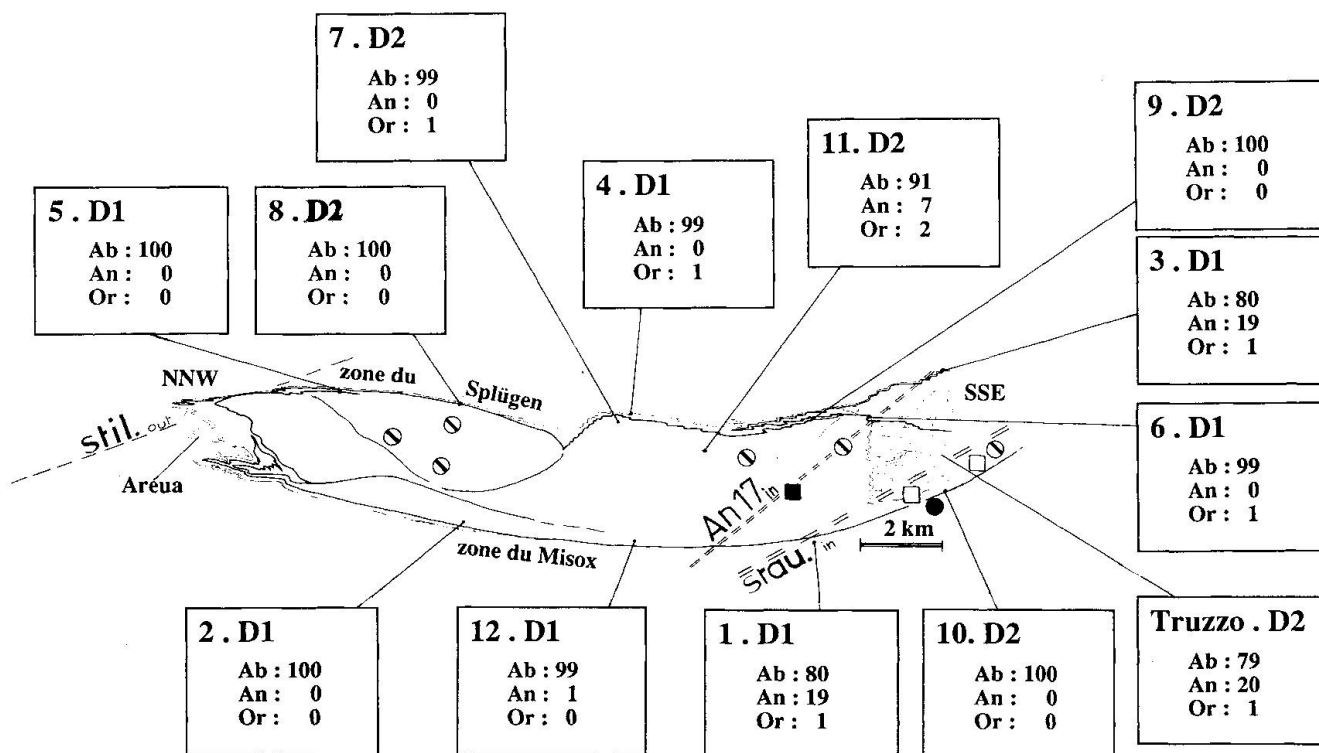 7 . D2
Ab : 99
An : 0
Or : 1
9 . D2
Ab : 100
An : 0
Or : 0
11. D2
Ab : 91
An : 7
Or : 2
4 . D1
Ab : 99
An : 0
Or : 1
5 . D1
Ab : 100
An : 0
Or : 0
8 . D2
Ab : 100
An : 0
Or : 0
3 . D1
Ab : 80
An : 19
Or : 1
NNW
zone du Splügen
SSE
stil. out
Aréua
An 17 in
strau. in
2 km
zone du Misox
6 . D1
Ab : 99
An : 0
Or : 1
2 . D1
Ab : 100
An : 0
Or : 0
12 . D1
Ab : 99
An : 1
Or : 0
1 . D1
Ab : 80
An : 19
Or : 1
10. D2
Ab : 100
An : 0
Or : 0
Truzzo . D2
Ab : 79
An : 20
Or : 1